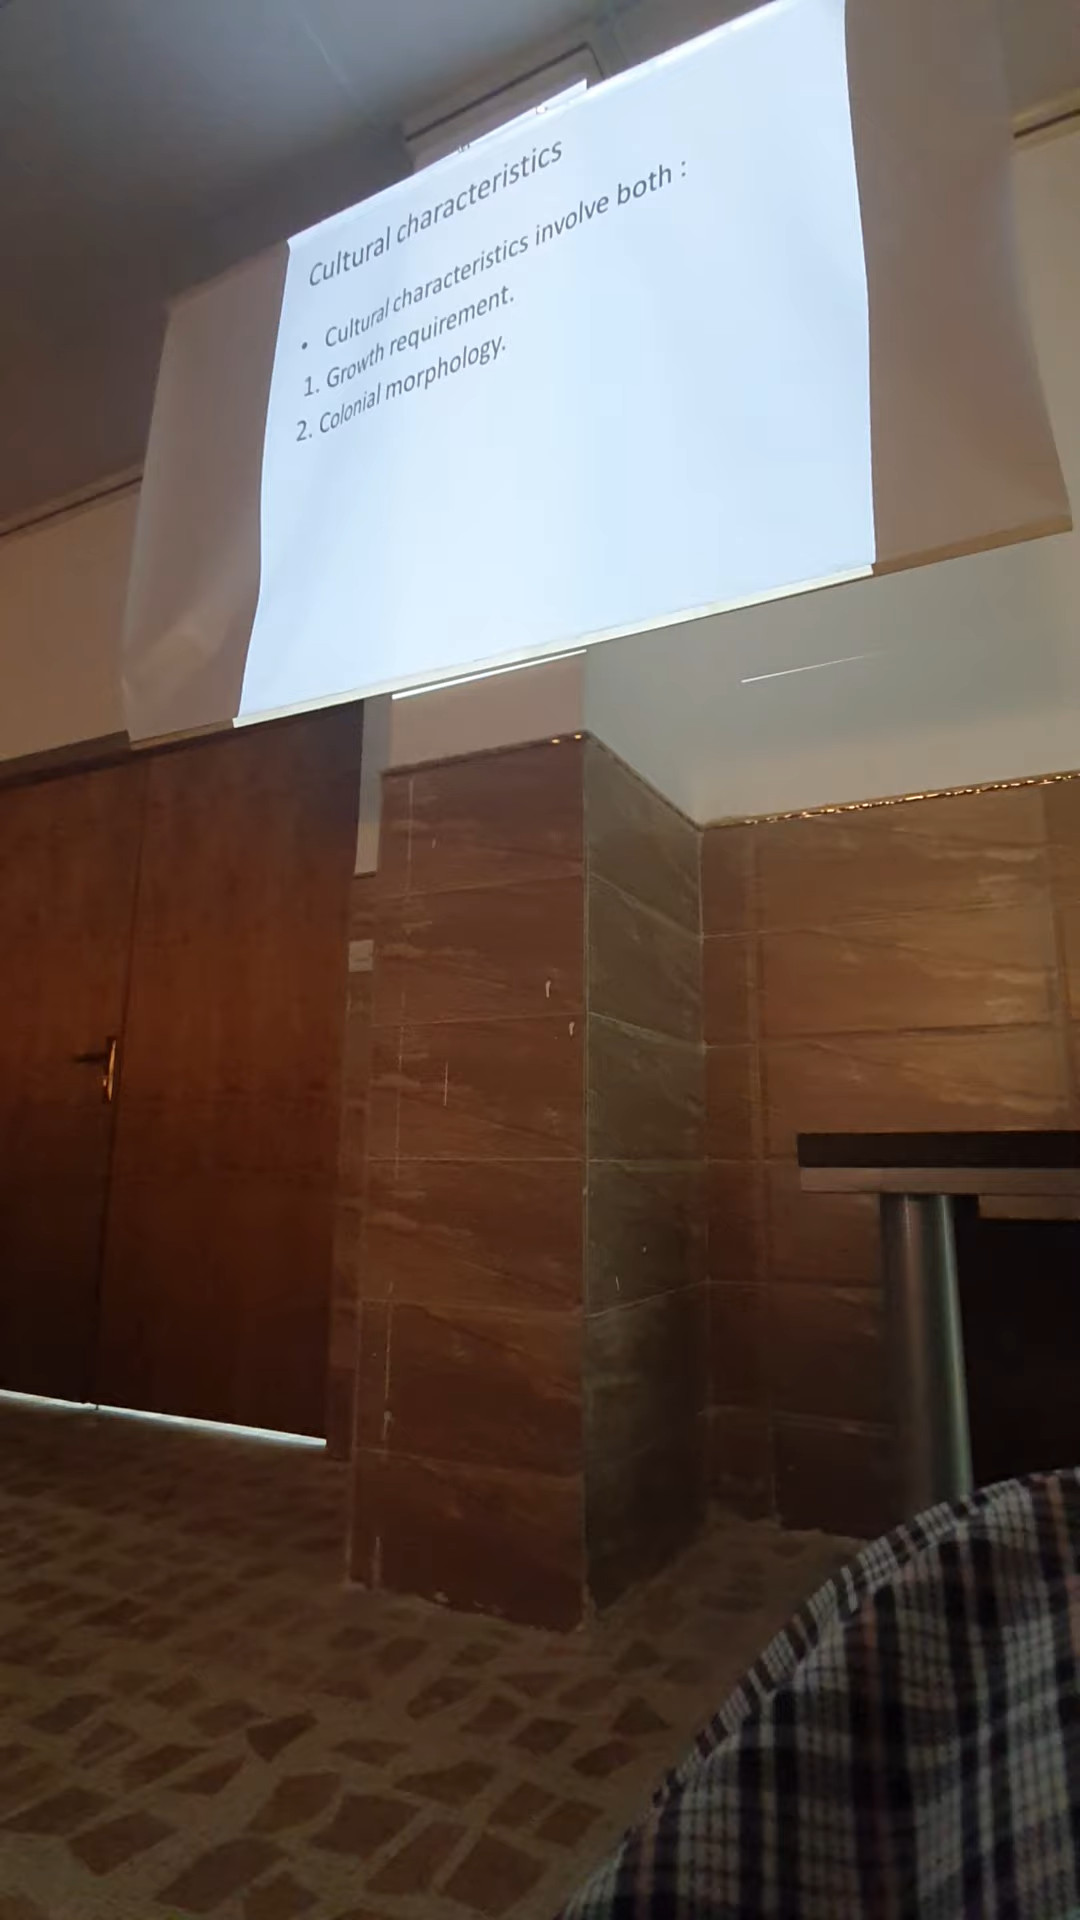 Cultural characteristics
• Cultural characteristics involve both :
1. Growth requirement.
2. Colonial morphology.